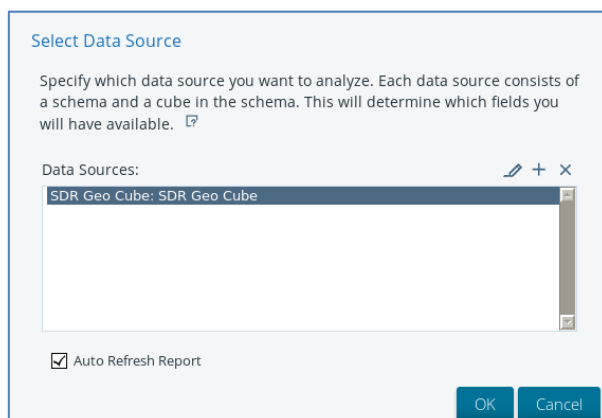 Select Data Source
Specify which data source you want to analyze. Each data source consists of
a schema and a cube in the schema. This will determine which fields you
will have available.
Data Sources:
SDR Geo Cube: SDR Geo Cube
Auto Refresh Report
OK Cancel